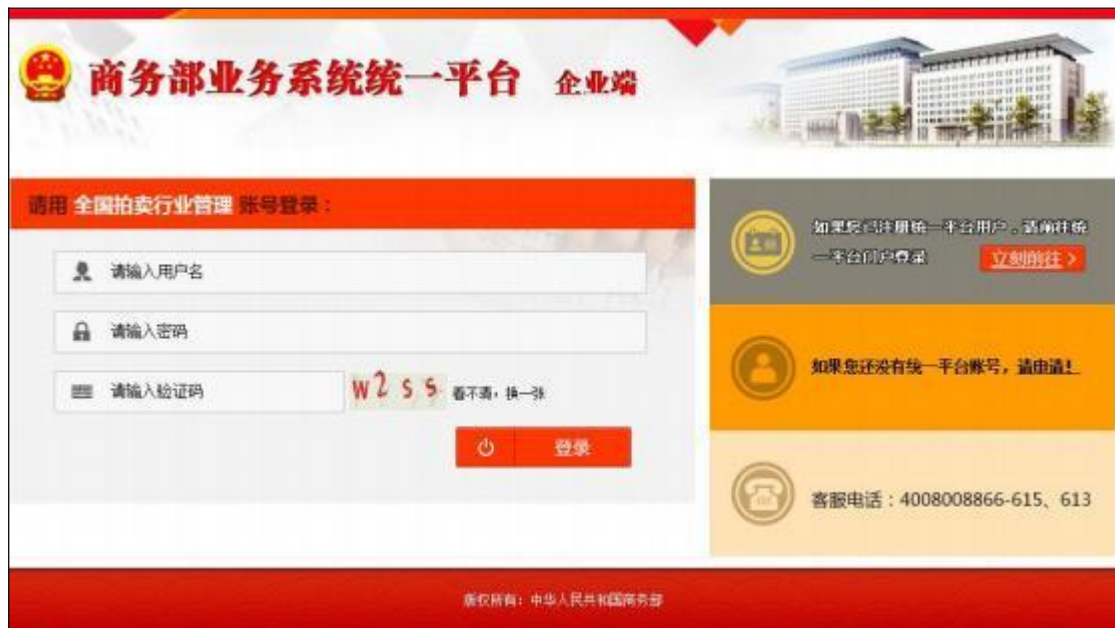 商务部业务系统统一平台 企业端
请用 全国拍卖行业管理 账号登录：
请输入用户名
请输入密码
请输入验证码
W2SS
看不清，换一张
登录
如果您已注册统一平台用户，请前往统
一平台门户登录
立刻前往 >
如果您还没有统一平台账号，请申请！
客服电话：4008008866-615、613
版权所有：中华人民共和国商务部